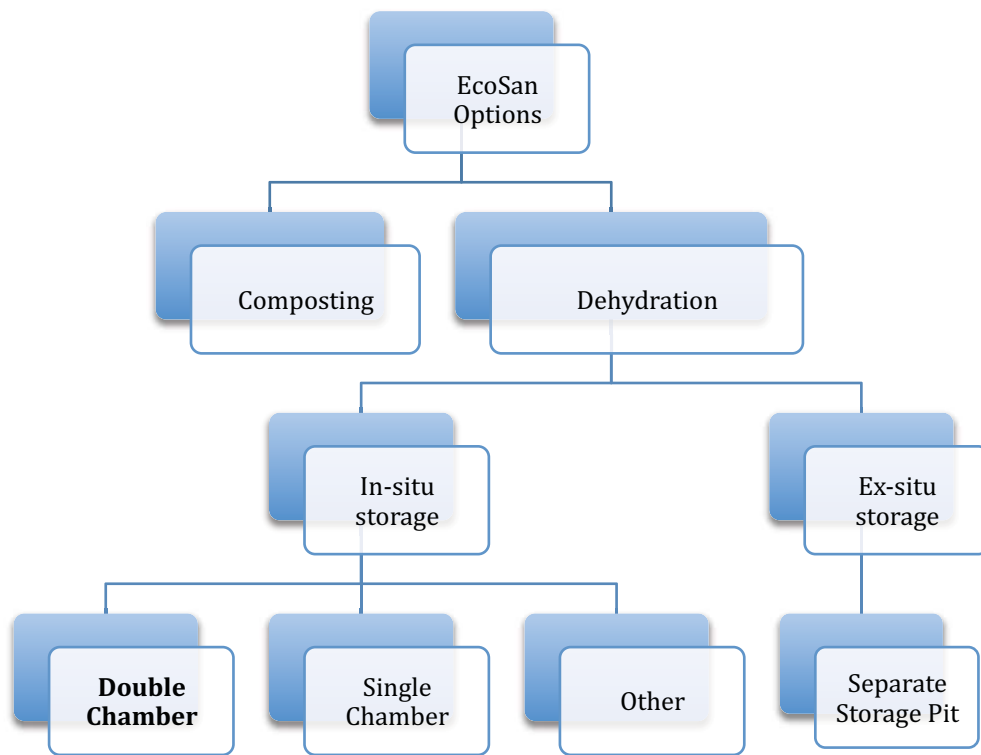 EcoSan
Options
Composting
Dehydration
In-situ
storage
Ex-situ
storage
Double
Chamber
Single
Chamber
Other
Separate
Storage Pit